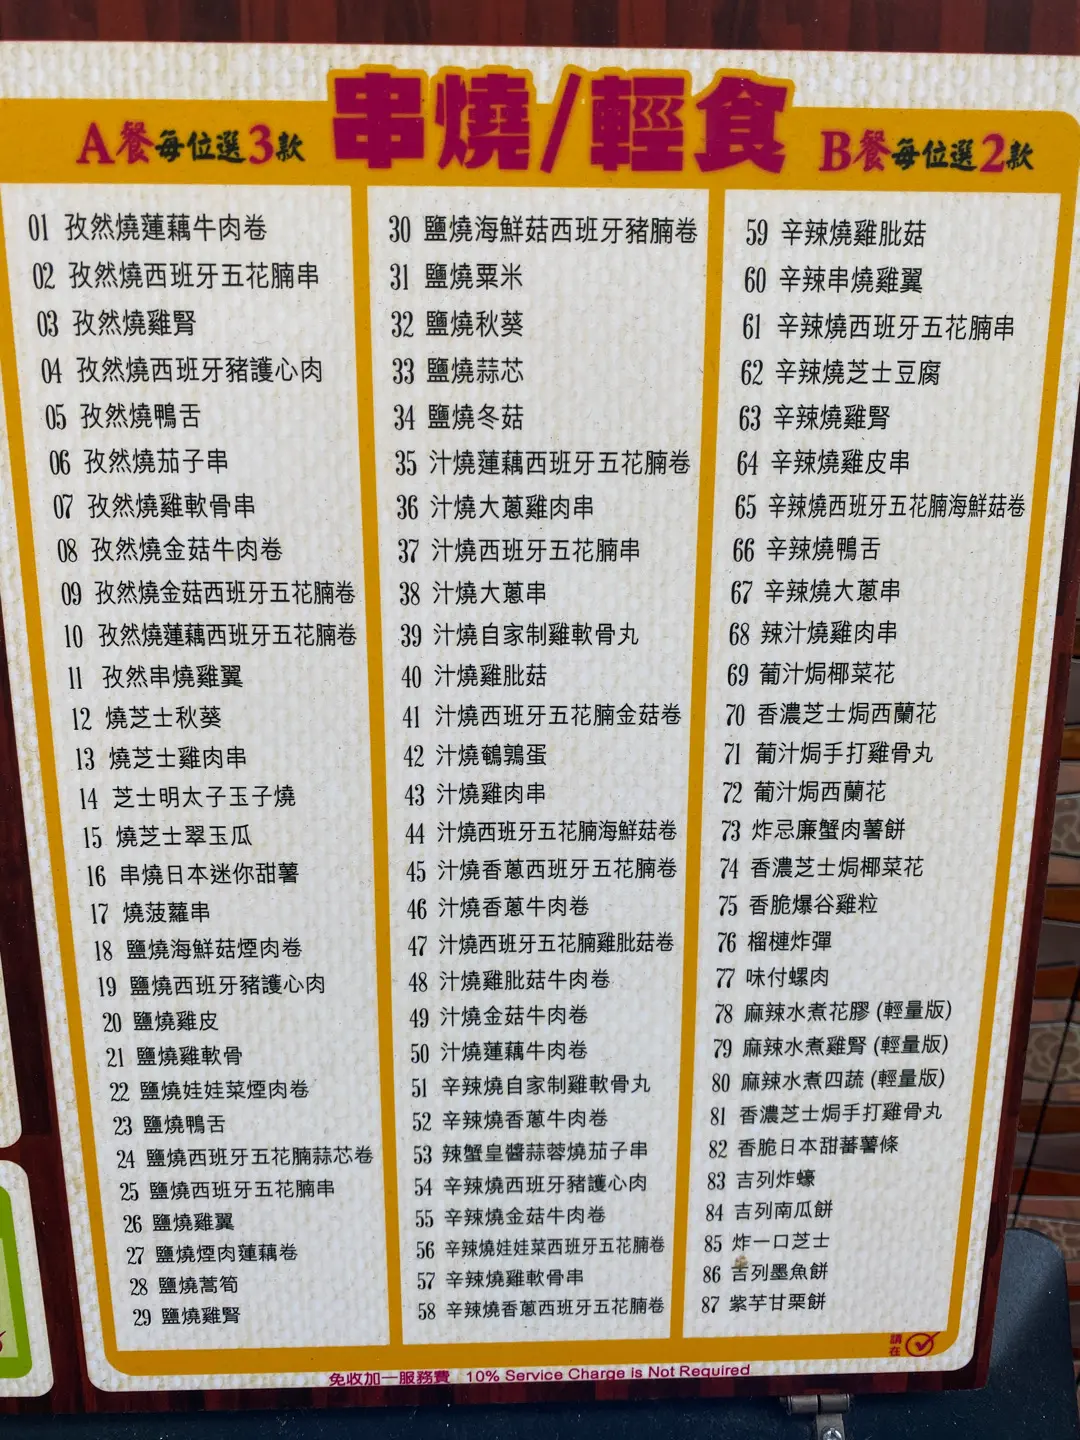 串燒/輕食
A餐每位選3款
B餐每位選2款
01 孜然燒蓮藕牛肉卷
02 孜然燒西班牙五花腩串
03 孜然燒雞腎
04 孜然燒西班牙豬護心肉
05 孜然燒鴨舌
06 孜然燒茄子串
07 孜然燒雞軟骨串
08 孜然燒金菇牛肉卷
09 孜然燒金菇西班牙五花腩卷
10 孜然燒蓮藕西班牙五花腩卷
11 孜然串燒雞翼
12 燒芝士秋葵
13 燒芝士雞肉串
14 芝士明太子玉子燒
15 燒芝士翠玉瓜
16 串燒日本迷你甜薯
17 燒菠蘿串
18 鹽燒海鮮菇煙肉卷
19 鹽燒西班牙豬護心肉
20 鹽燒雞皮
21 鹽燒雞軟骨
22 鹽燒娃娃菜煙肉卷
23 鹽燒鴨舌
24 鹽燒西班牙五花腩蒜芯卷
25 鹽燒西班牙五花腩串
26 鹽燒雞翼
27 鹽燒煙肉蓮藕卷
28 鹽燒蒿筍
29 鹽燒雞腎
30 鹽燒海鮮菇西班牙豬腩卷
31 鹽燒粟米
32 鹽燒秋葵
33 鹽燒蒜芯
34 鹽燒冬菇
35 汁燒蓮藕西班牙五花腩卷
36 汁燒大蔥雞肉串
37 汁燒西班牙五花腩串
38 汁燒大蔥串
39 汁燒自家制雞軟骨丸
40 汁燒雞肶菇
41 汁燒西班牙五花腩金菇卷
42 汁燒鵪鶉蛋
43 汁燒雞肉串
44 汁燒西班牙五花腩海鮮菇卷
45 汁燒香蔥西班牙五花腩卷
46 汁燒香蔥牛肉卷
47 汁燒西班牙五花腩雞肶菇卷
48 汁燒雞肶菇牛肉卷
49 汁燒金菇牛肉卷
50 汁燒蓮藕牛肉卷
51 辛辣燒自家制雞軟骨丸
52 辛辣燒香蔥牛肉卷
53 辣蟹皇醬蒜蓉燒茄子串
54 辛辣燒西班牙豬護心肉
55 辛辣燒金菇牛肉卷
56 辛辣燒娃娃菜西班牙五花腩卷
57 辛辣燒雞軟骨串
58 辛辣燒香蔥西班牙五花腩卷
59 辛辣燒雞肶菇
60 辛辣串燒雞翼
61 辛辣燒西班牙五花腩串
62 辛辣燒芝士豆腐
63 辛辣燒雞腎
64 辛辣燒雞皮串
65 辛辣燒西班牙五花腩海鮮菇卷
66 辛辣燒鴨舌
67 辛辣燒大蔥串
68 辣汁燒雞肉串
69 葡汁焗椰菜花
70 香濃芝士焗西蘭花
71 葡汁焗手打雞骨丸
72 葡汁焗西蘭花
73 炸忌廉蟹肉薯餅
74 香濃芝士焗椰菜花
75 香脆爆谷雞粒
76 榴槤炸彈
77 味付螺肉
78 麻辣水煮花膠 (輕量版)
79 麻辣水煮雞腎 (輕量版)
80 麻辣水煮四蔬 (輕量版)
81 香濃芝士焗手打雞骨丸
82 香脆日本甜蕃薯條
83 吉列炸蠔
84 吉列南瓜餅
85 炸一口芝士
86 吉列墨魚餅
87 紫芋甘栗餅
請在
免收加一服務費 10% Service Charge is Not Required